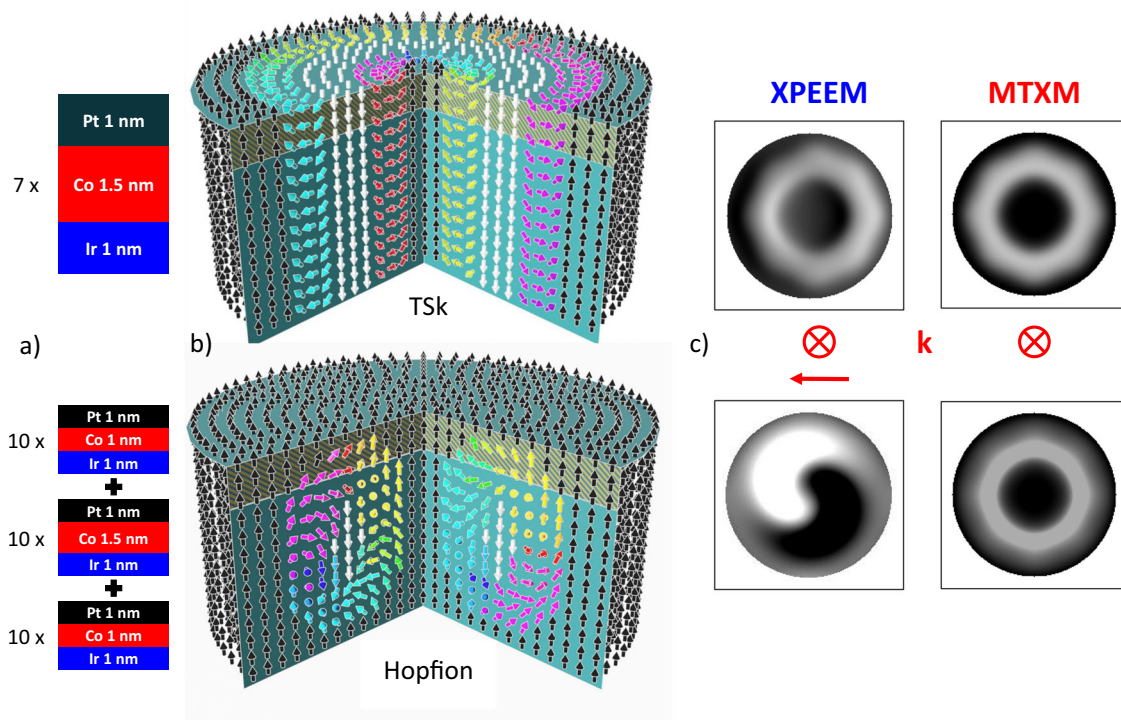 Pt 1 nm
7 x
Co 1.5 nm
Ir 1 nm
a)
Pt 1 nm
10 x
Co 1 nm
Ir 1 nm
+
Pt 1 nm
10 x
Co 1.5 nm
Ir 1 nm
+
Pt 1 nm
10 x
Co 1 nm
Ir 1 nm
b)
TSk
Hopfion
c)
XPEEM
MTXM
k